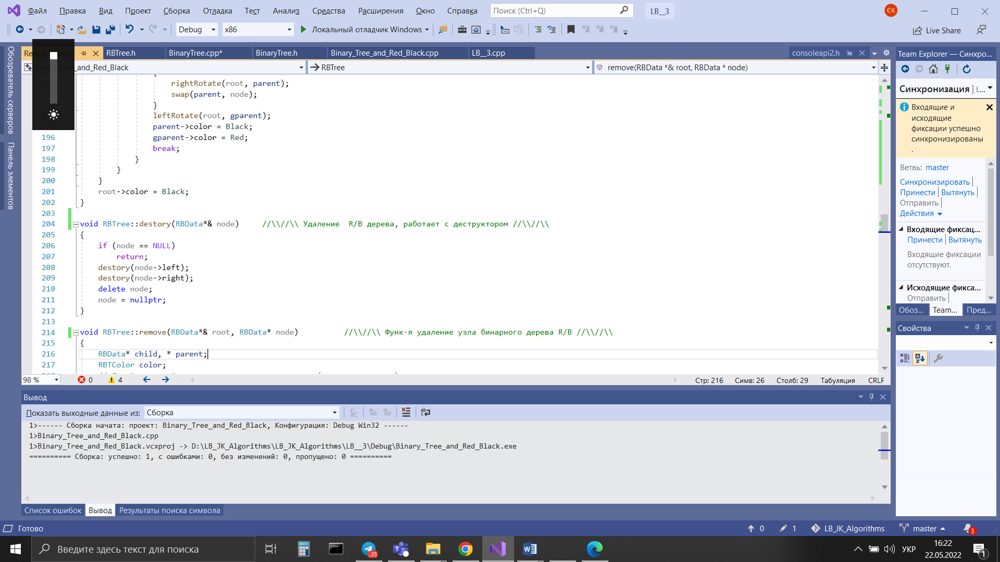 Файл Правка Вид Проект Сборка Отладка Тест Анализ Средства Расширения Окно Справка Поиск (Ctrl+Q) LB__3 ЄК
Debug x86 Локальный отладчик Windows Live Share
RBTree.h BinaryTree.cpp* BinaryTree.h Binary_Tree_and_Red_Black.cpp LB__3.cpp consoleapi2.h
_Tree_and_Red_Black RBTree remove(RBData *& root, RBData * node)
Обозреватель серверов
Панель элементов
{
rightRotate(root, parent);
swap(parent, node);
}
leftRotate(root, gparent);
parent->color = Black;
196 gparent->color = Red;
197 break;
198 }
199 }
200 }
201 root->color = Black;
202 }
203
204 void RBTree::destory(RBData*& node) //\\//\\ Удаление  R/B дерева, работает с деструктором //\\//\\
205 {
206 if (node == NULL)
207 return;
208 destory(node->left);
209 destory(node->right);
210 delete node;
211 node = nullptr;
212 }
213
214 void RBTree::remove(RBData*& root, RBData* node) //\\//\\ Функ-я удаление узла бинарного дерева R/B //\\//\\
215 {
216 RBData* child, * parent;
217 RBTColor color;
98 % 0 4 Стр: 216 Симв: 26 Столб: 29 Табуляция CRLF
Вывод
Показать выходные данные из: Сборка
1>------ Сборка начата: проект: Binary_Tree_and_Red_Black, Конфигурация: Debug Win32 ------
1>Binary_Tree_and_Red_Black.cpp
1>Binary_Tree_and_Red_Black.vcxproj -> D:\LB_JK_Algorithms\LB_JK_Algorithms\LB__3\Debug\Binary_Tree_and_Red_Black.exe
========== Сборка: успешно: 1, с ошибками: 0, без изменений: 0, пропущено: 0 ==========
Список ошибок Вывод Результаты поиска символа
Team Explorer — Синхро...
Синхронизация | L...
Входящие и
исходящие
фиксации успешно
синхронизированы
.
Ветвь: master
Синхронизировать |
Принести | Вытянуть |
Отправить |
Действия
Входящие фиксац...
Принести | Вытянуть
Входящие фиксации
отсутствуют.
Исходящие фикса...
Отправить |
Обоз... Team... Пред...
Свойства
Готово 0 1 LB_JK_Algorithms master 3
Введите здесь текст для поиска ..25 УКР 16:22
22.05.2022 1